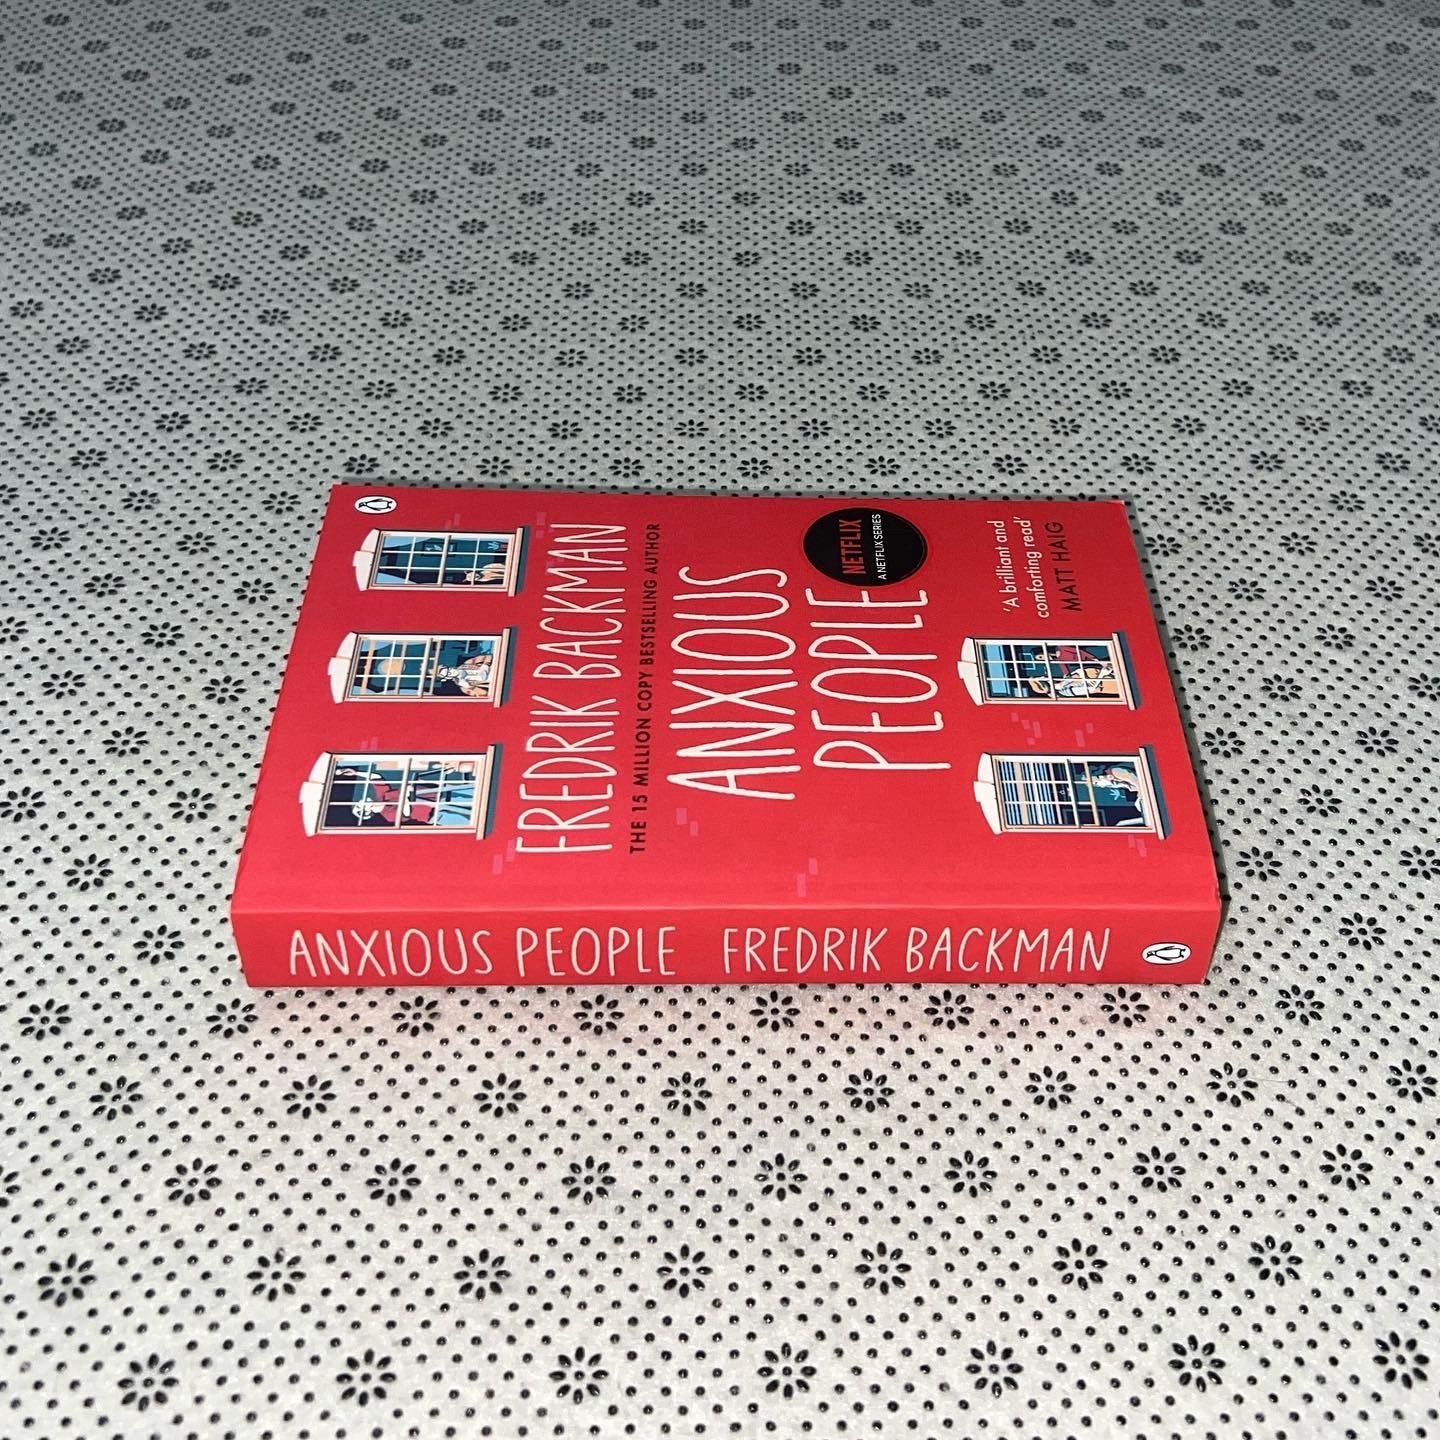 FREDRIK BACKMAN
THE 15 MILLION COPY BESTSELLING AUTHOR
ANXIOUS
PEOPLE
NETFLIX
A NETFLIX SERIES
'A brilliant and
comforting read'
MATT HAIG
ANXIOUS PEOPLE FREDRIK BACKMAN